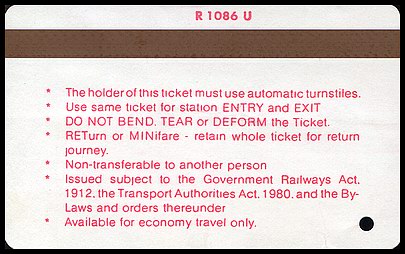 R 1086 U
* The holder of this ticket must use automatic turnstiles.
* Use same ticket for station ENTRY and EXIT
* DO NOT BEND. TEAR or DEFORM the Ticket.
* RETurn or MINifare - retain whole ticket for return
journey.
* Non-transferable to another person
* Issued subject to the Government Railways Act.
1912. the Transport Authorities Act. 1980. and the By-
Laws and orders thereunder
* Available for economy travel only.